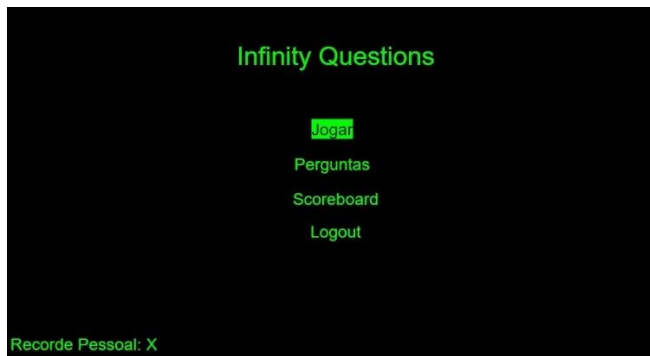 Infinity Questions
Jogar
Perguntas
Scoreboard
Logout
Recorde Pessoal: X